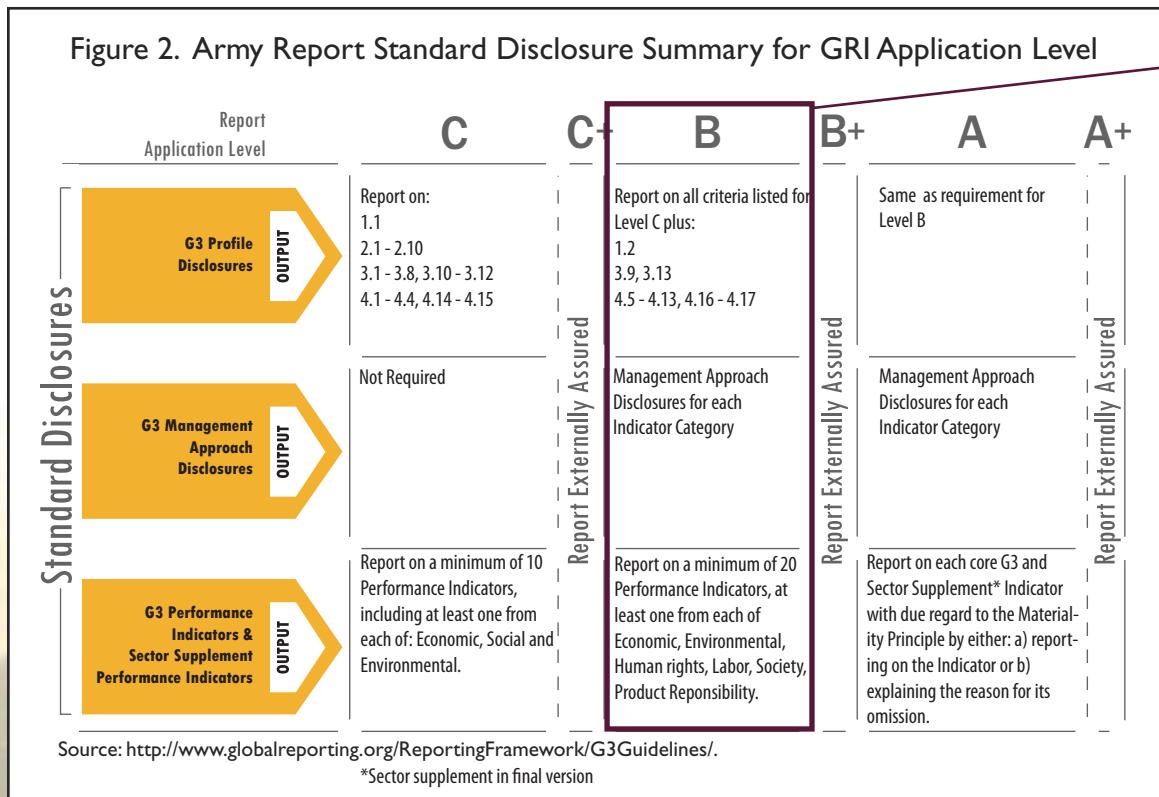 Figure 2. Army Report Standard Disclosure Summary for GRI Application Level
Report
Application Level
C
C+
B
B+
A
A+
Standard Disclosures
G3 Profile
Disclosures
OUTPUT
Report on:
1.1
2.1 - 2.10
3.1 - 3.8, 3.10 - 3.12
4.1 - 4.4, 4.14 - 4.15
Report on all criteria listed for
Level C plus:
1.2
3.9, 3.13
4.5 - 4.13, 4.16 - 4.17
Same as requirement for
Level B
G3 Management
Approach
Disclosures
OUTPUT
Not Required
Management Approach
Disclosures for each
Indicator Category
Management Approach
Disclosures for each
Indicator Category
G3 Performance
Indicators &
Sector Supplement
Performance Indicators
OUTPUT
Report on a minimum of 10
Performance Indicators,
including at least one from
each of: Economic, Social and
Environmental.
Report on a minimum of 20
Performance Indicators, at
least one from each of
Economic, Environmental,
Human rights, Labor, Society,
Product Reponsibility.
Report on each core G3 and
Sector Supplement* Indicator
with due regard to the Material-
ity Principle by either: a) report-
ing on the Indicator or b)
explaining the reason for its
omission.
Report Externally Assured
Report Externally Assured
Report Externally Assured
Source: http://www.globalreporting.org/ReportingFramework/G3Guidelines/.
*Sector supplement in final version